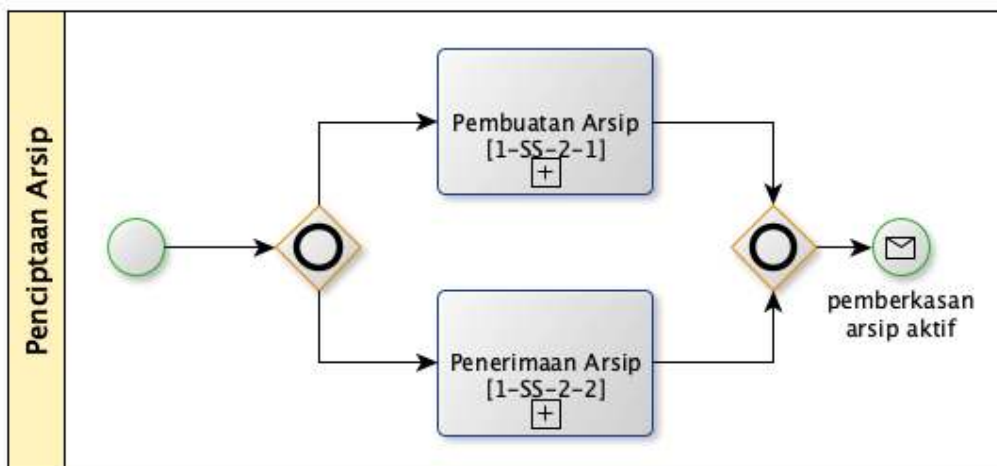 Penciptaan Arsip
Pembuatan Arsip
[1-SS-2-1]
Penerimaan Arsip
[1-SS-2-2]
pemberkasan
arsip aktif